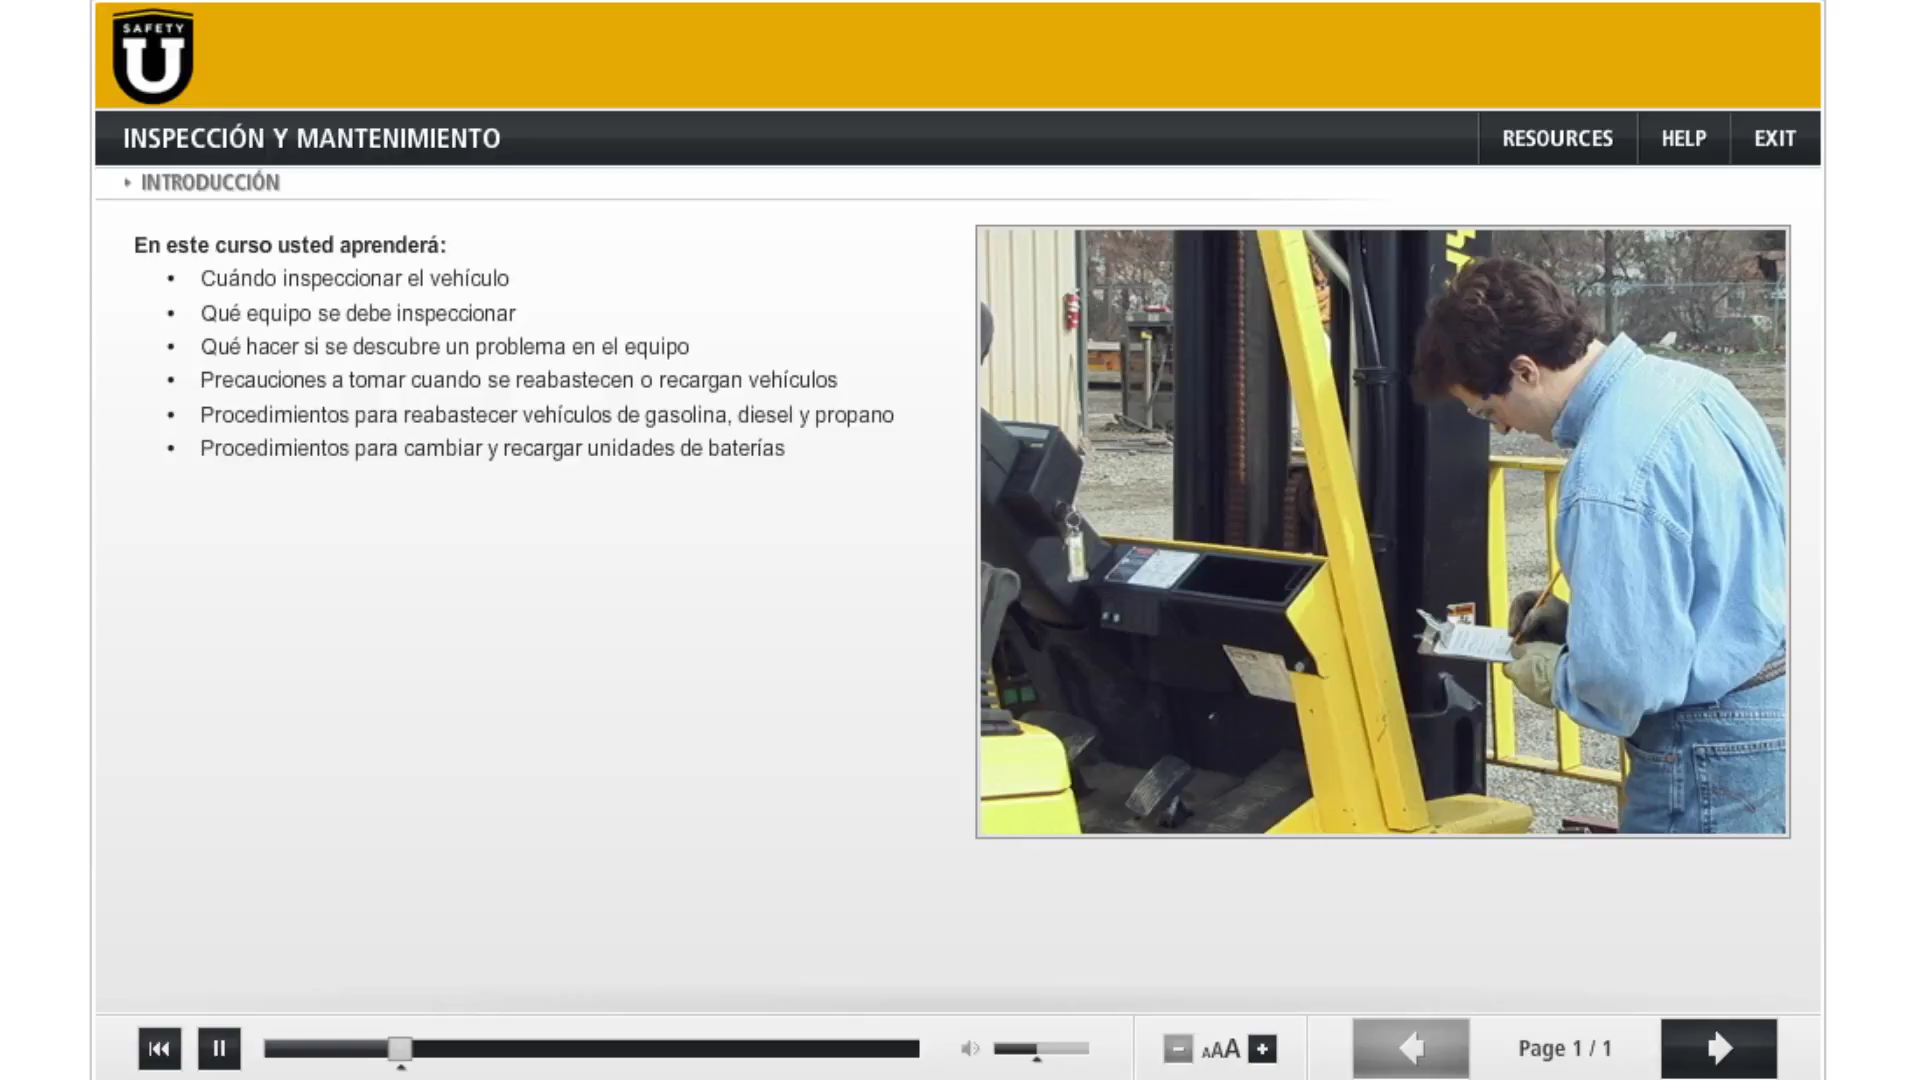 SAFETY
U
INSPECCIÓN Y MANTENIMIENTO
RESOURCES
HELP
EXIT
INTRODUCCIÓN
En este curso usted aprenderá:
• Cuándo inspeccionar el vehículo
• Qué equipo se debe inspeccionar
• Qué hacer si se descubre un problema en el equipo
• Precauciones a tomar cuando se reabastecen o recargan vehículos
• Procedimientos para reabastecer vehículos de gasolina, diesel y propano
• Procedimientos para cambiar y recargar unidades de baterías
AAA
Page 1 / 1